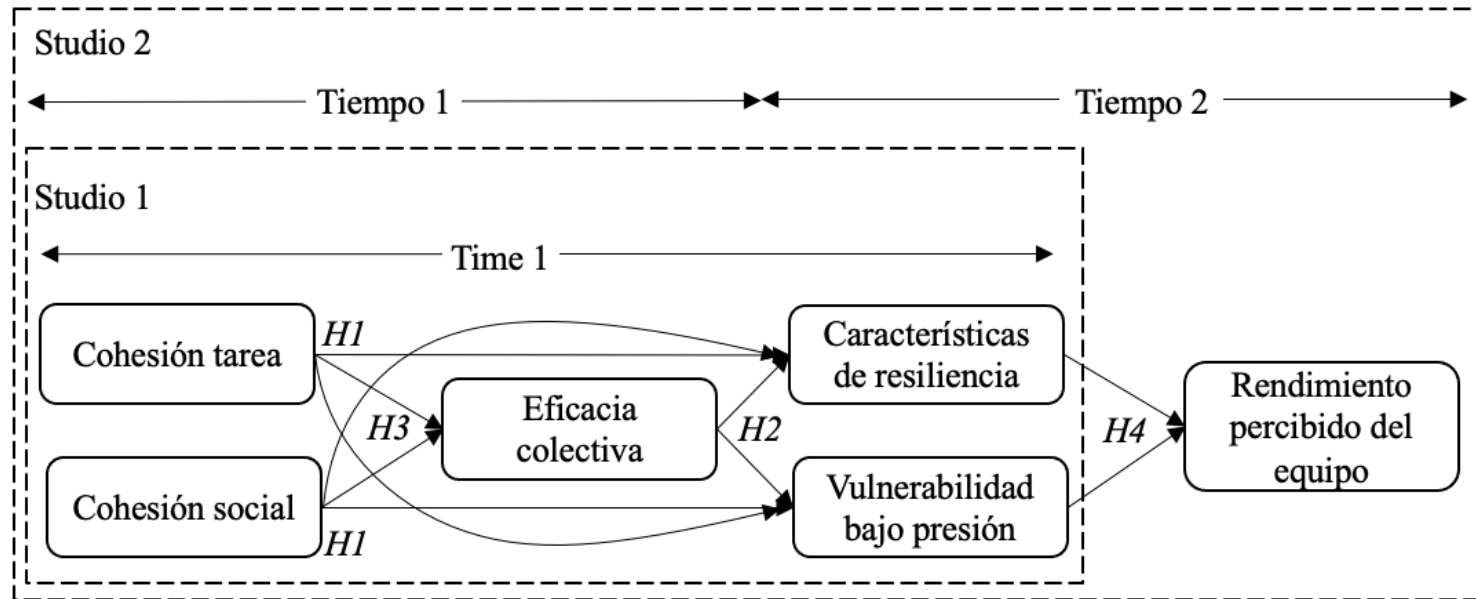 Studio 2
Tiempo 1
Tiempo 2
Studio 1
Time 1
Cohesión tarea
H1
Características
de resiliencia
H3
Eficacia
colectiva
H2
H4
Rendimiento
percibido del
equipo
Cohesión social
H1
Vulnerabilidad
bajo presión